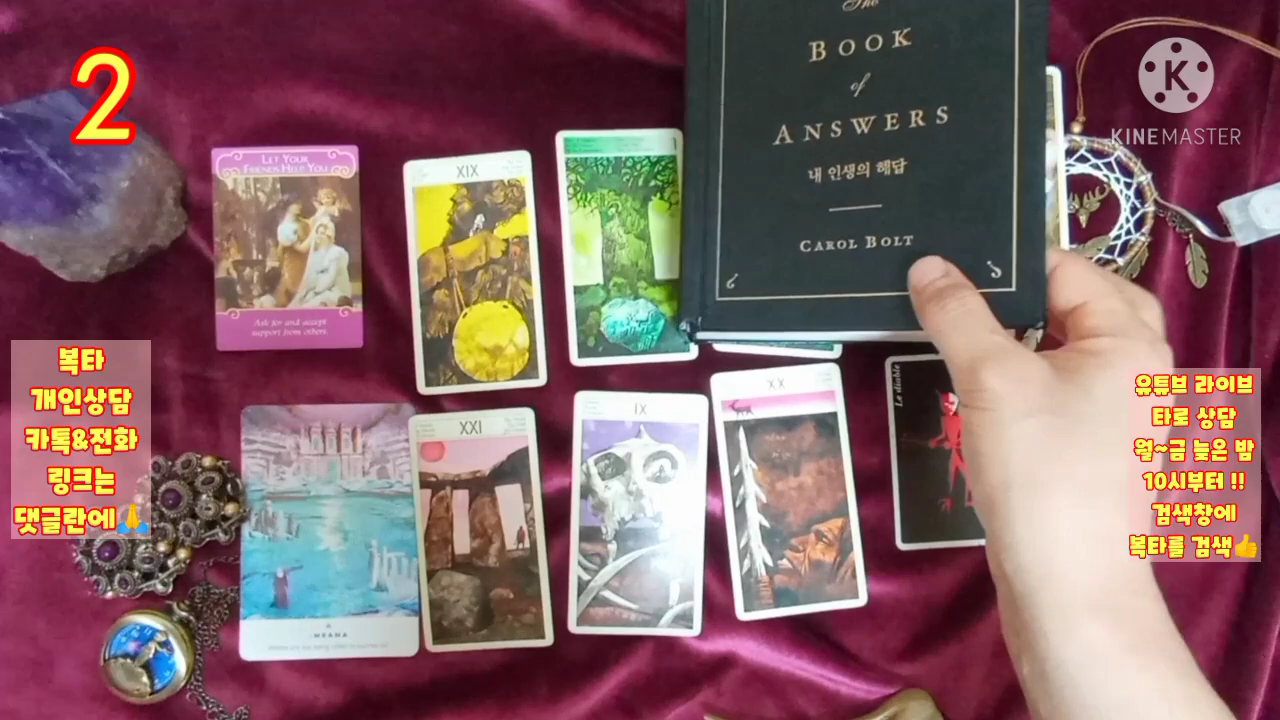 2
The
BOOK
of
ANSWERS
내 인생의 해답
CAROL BOLT
K
KINEMASTER
LET YOUR
FRIENDS HELP YOU
Ask for and accept
support from others.
XIX
XXI
IX
XX
Le diable
복타
개인상담
카톡&전화
링크는
댓글란에🙏
유튜브 라이브
타로 상담
월~금 늦은 밤
10시부터 !!
검색창에
복타를 검색👍